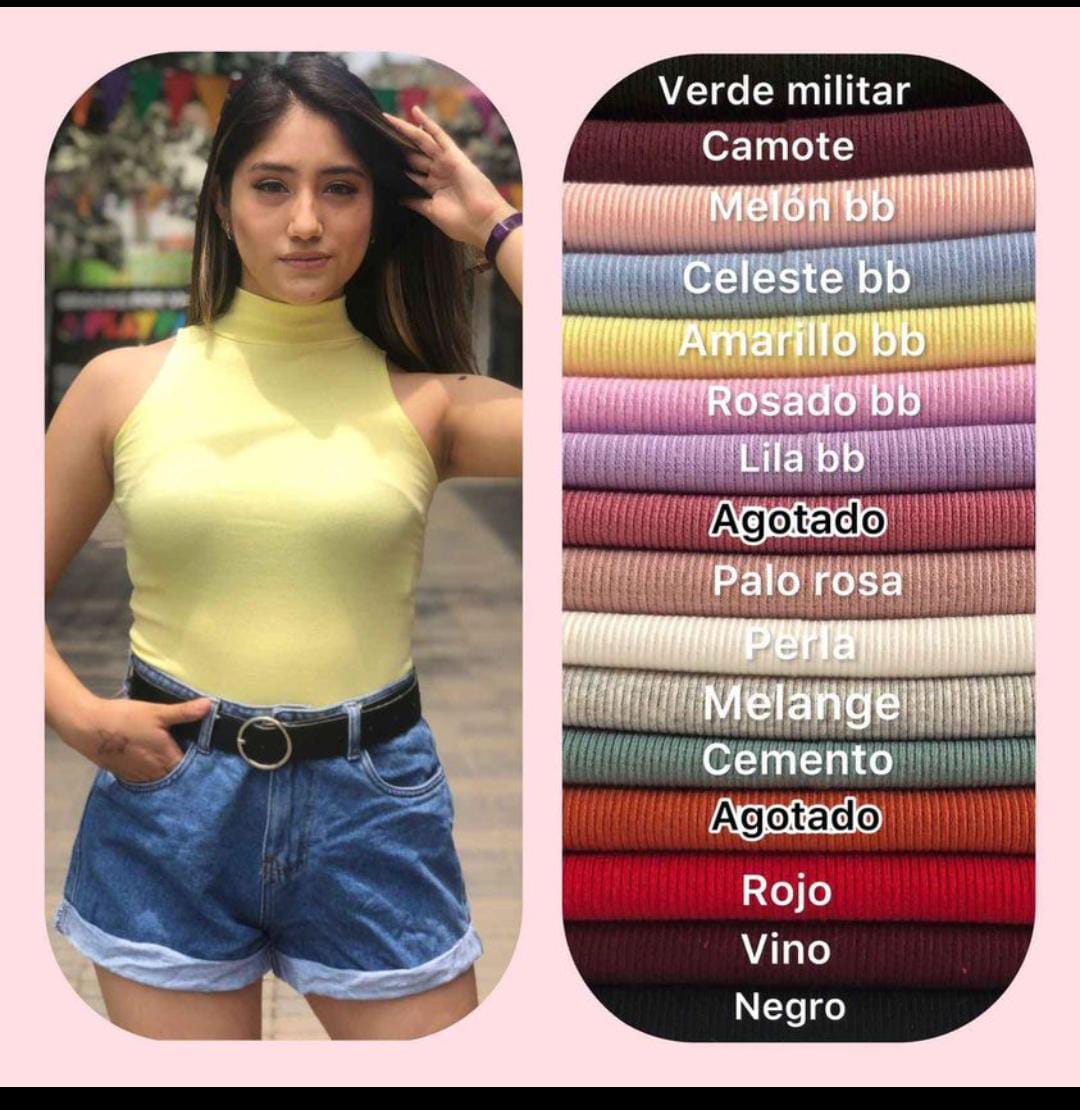 Verde militar
Camote
Melón bb
Celeste bb
Amarillo bb
Rosado bb
Lila bb
Agotado
Palo rosa
Perla
Melange
Cemento
Agotado
Rojo
Vino
Negro